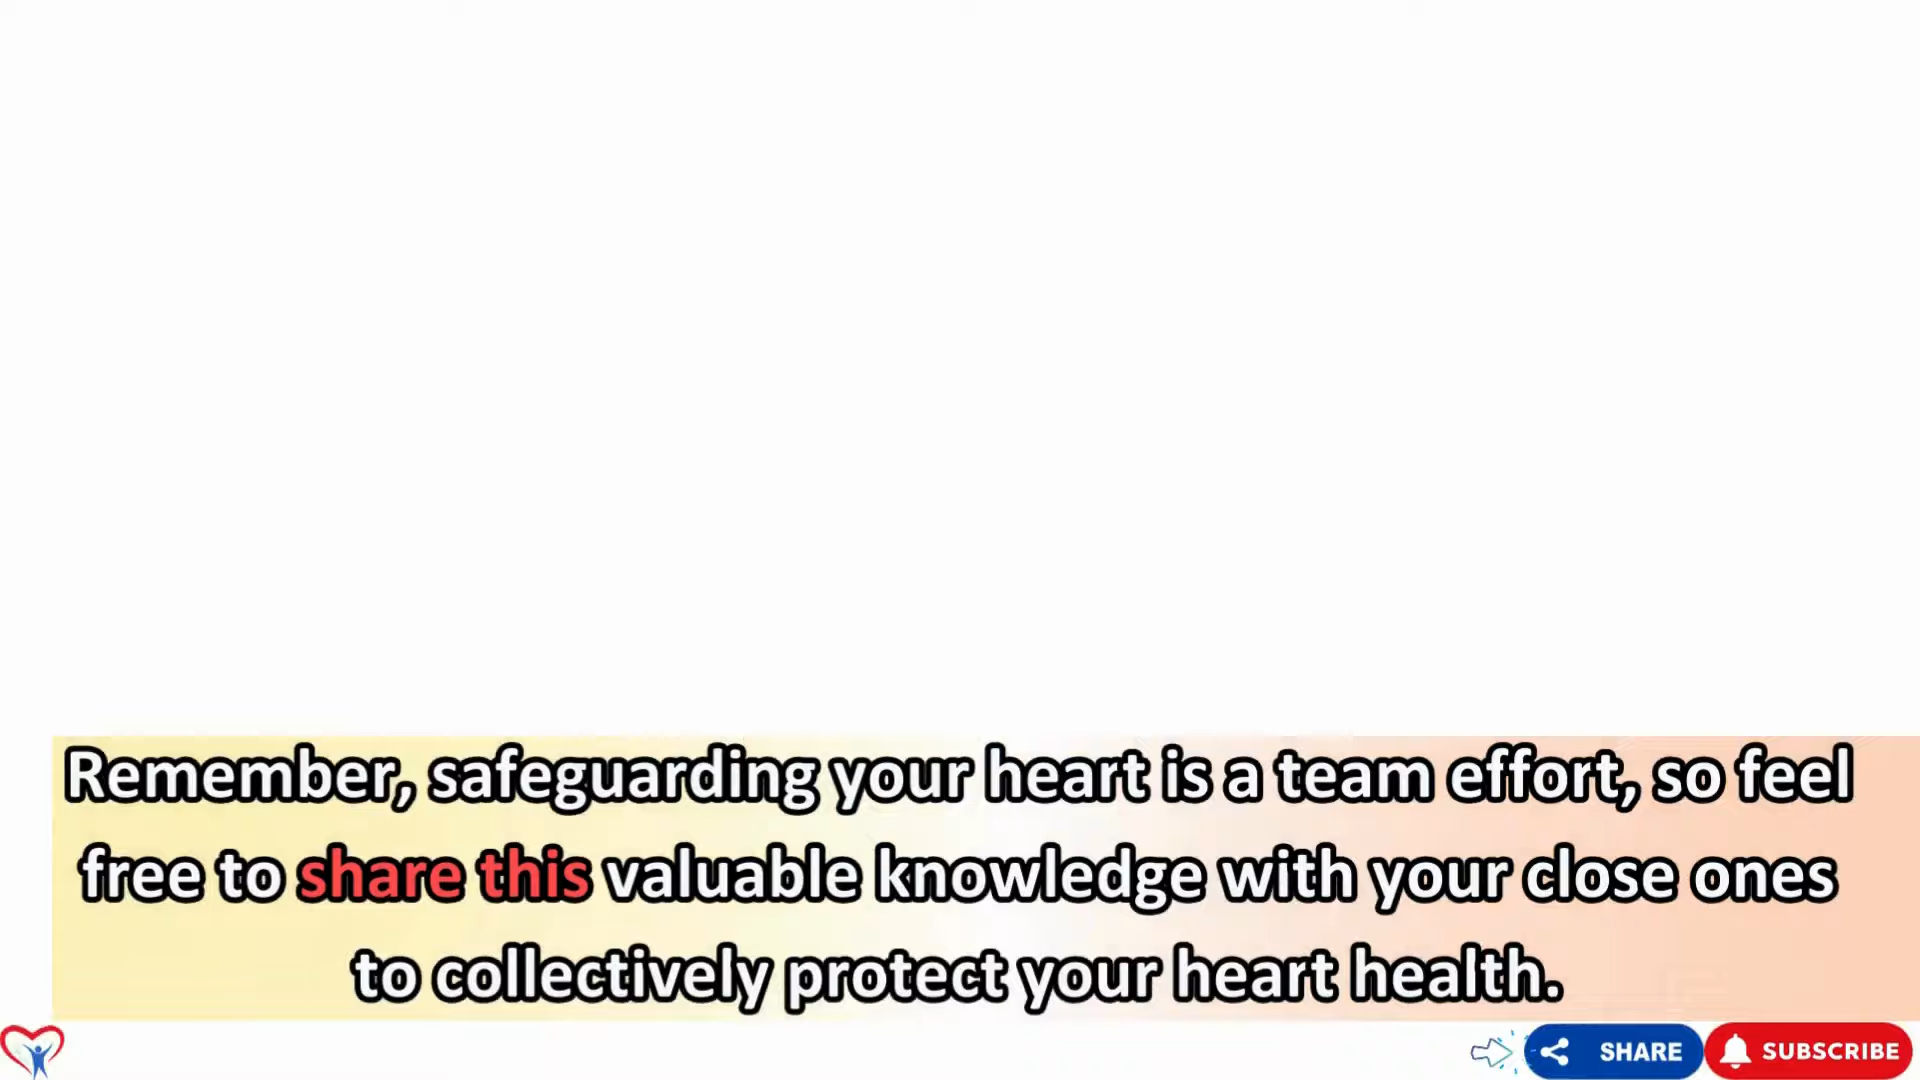 Remember, safeguarding your heart is a team effort, so feel
free to share this valuable knowledge with your close ones
to collectively protect your heart health.
SHARE
SUBSCRIBE